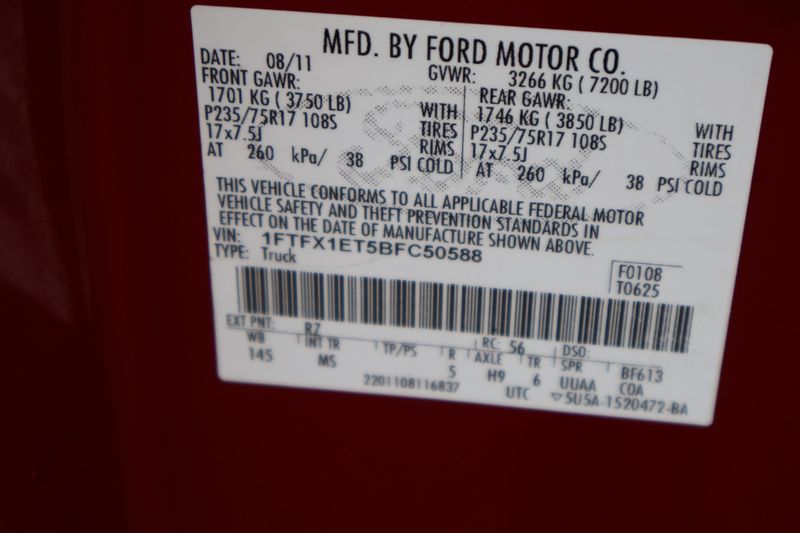 MFD. BY FORD MOTOR CO.
DATE: 08/11 GVWR: 3266 KG ( 7200 LB)
FRONT GAWR: REAR GAWR:
1701 KG ( 3750 LB) WITH 1746 KG ( 3850 LB) WITH
P235/75R17 108S TIRES P235/75R17 108S TIRES
17x7.5J RIMS 17x7.5J RIMS
AT 260 kPa/ 38 PSI COLD AT 260 kPa/ 38 PSI COLD
THIS VEHICLE CONFORMS TO ALL APPLICABLE FEDERAL MOTOR
VEHICLE SAFETY AND THEFT PREVENTION STANDARDS IN
EFFECT ON THE DATE OF MANUFACTURE SHOWN ABOVE.
VIN: 1FTFX1ET5BFC50588
TYPE: Truck
F0108
T0625
EXT PNT: RZ RC: 56 DSO:
WB INT TR TP/PS R AXLE TR SPR BF613
145 MS 5 H9 6 UUAA COA
2201108116837 UTC ▽5U5A-1520472-BA